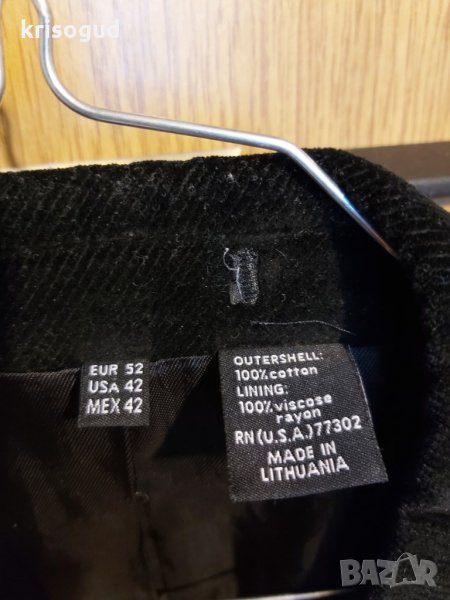 krisogud
EUR 52
USA 42
MEX 42
OUTERSHELL:
100% cotton
LINING:
100% viscose
rayon
RN (U.S.A.) 77302
MADE IN
LITHUANIA
BAZAR